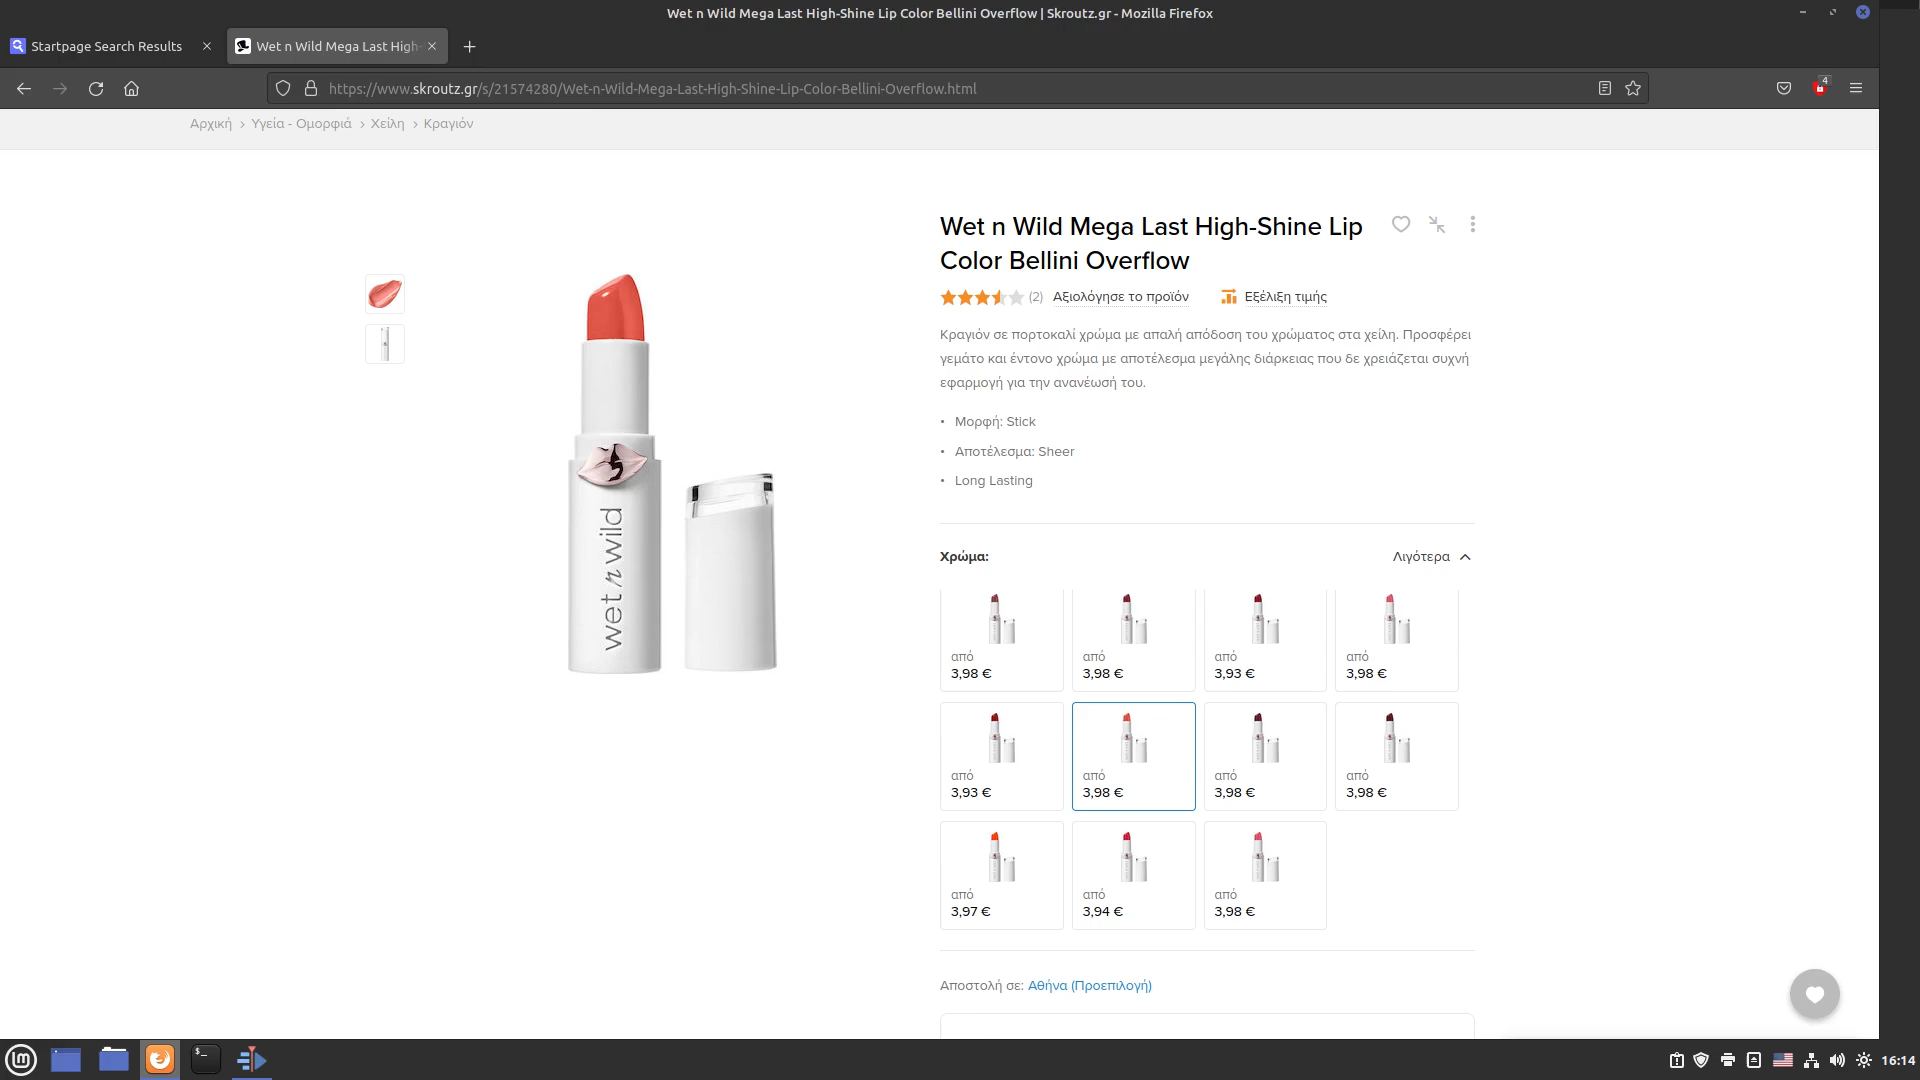 Wet n Wild Mega Last High-Shine Lip Color Bellini Overflow | Skroutz.gr - Mozilla Firefox
Startpage Search Results
Wet n Wild Mega Last High-
https://www.skroutz.gr/s/21574280/Wet-n-Wild-Mega-Last-High-Shine-Lip-Color-Bellini-Overflow.html
4
Αρχική > Υγεία - Ομορφιά > Χείλη > Κραγιόν
Wet n Wild Mega Last High-Shine Lip
Color Bellini Overflow
(2) Αξιολόγησε το προϊόν Εξέλιξη τιμής
Κραγιόν σε πορτοκαλί χρώμα με απαλή απόδοση του χρώματος στα χείλη. Προσφέρει
γεμάτο και έντονο χρώμα με αποτέλεσμα μεγάλης διάρκειας που δε χρειάζεται συχνή
εφαρμογή για την ανανέωσή του.
• Μορφή: Stick
• Αποτέλεσμα: Sheer
• Long Lasting
wet n wild
Χρώμα: Λιγότερα
από από από από
3,98 € 3,98 € 3,93 € 3,98 €
από από από από
3,93 € 3,98 € 3,98 € 3,98 €
από από από
3,97 € 3,94 € 3,98 €
Αποστολή σε: Αθήνα (Προεπιλογή)
$_
16:14